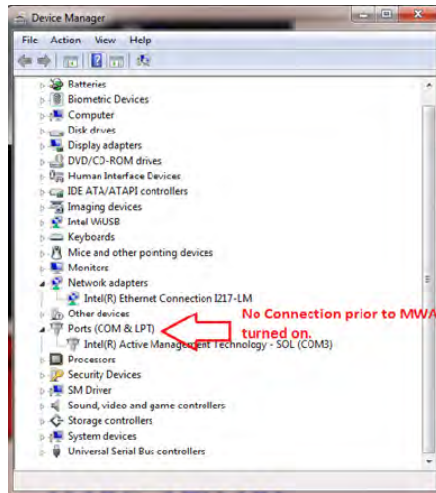 Device Manager
File Action View Help
Batteries
Biometric Devices
Computer
Disk drives
Display adapters
DVD/CD-ROM drives
Human Interface Devices
IDE ATA/ATAPI controllers
Imaging devices
Intel WiUSB
Keyboards
Mice and other pointing devices
Monitors
Network adapters
Intel(R) Ethernet Connection I217-LM
Other devices
No Connection prior to MWA
turned on.
Ports (COM & LPT)
Intel(R) Active Management Technology - SOL (COM3)
Processors
Security Devices
SM Driver
Sound, video and game controllers
Storage controllers
System devices
Universal Serial Bus controllers